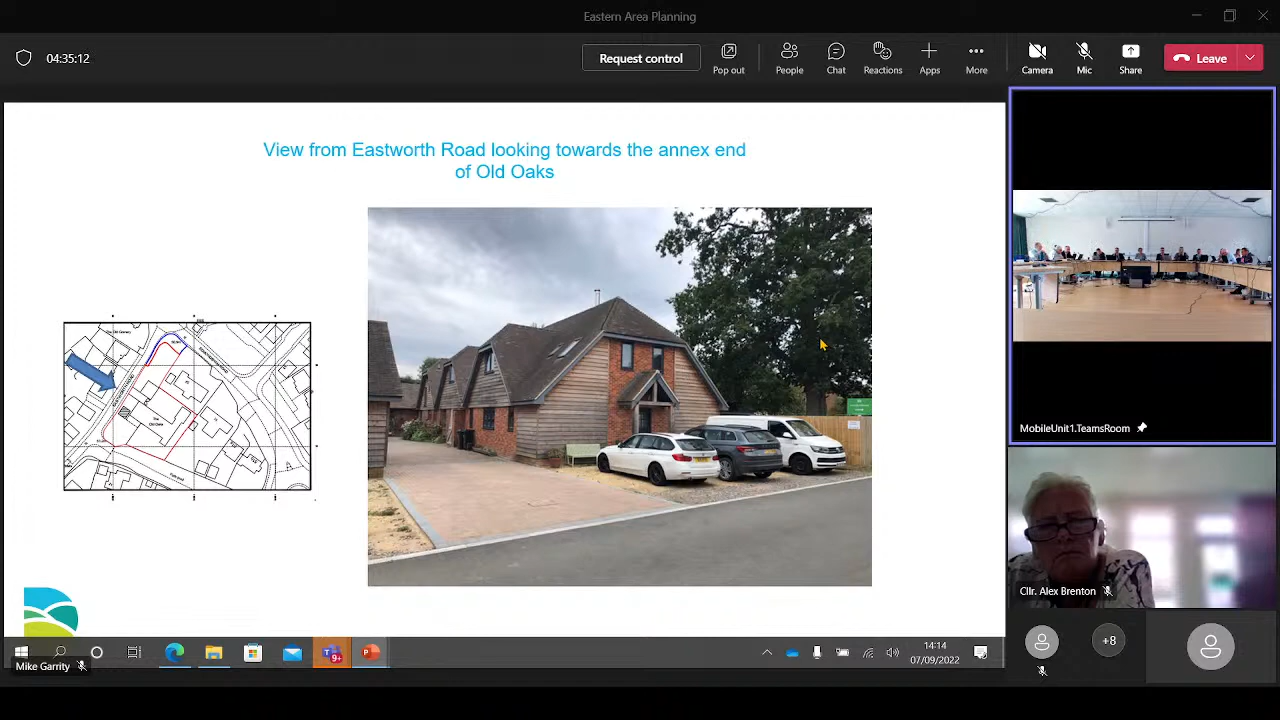 Eastern Area Planning
04:35:12
Request control
Pop out
People
Chat
Reactions
Apps
More
Camera
Mic
Share
Leave
View from Eastworth Road looking towards the annex end
of Old Oaks
MobileUnit1.TeamsRoom
Cllr. Alex Brenton
+8
9+
14:14
07/09/2022
Mike Garrity